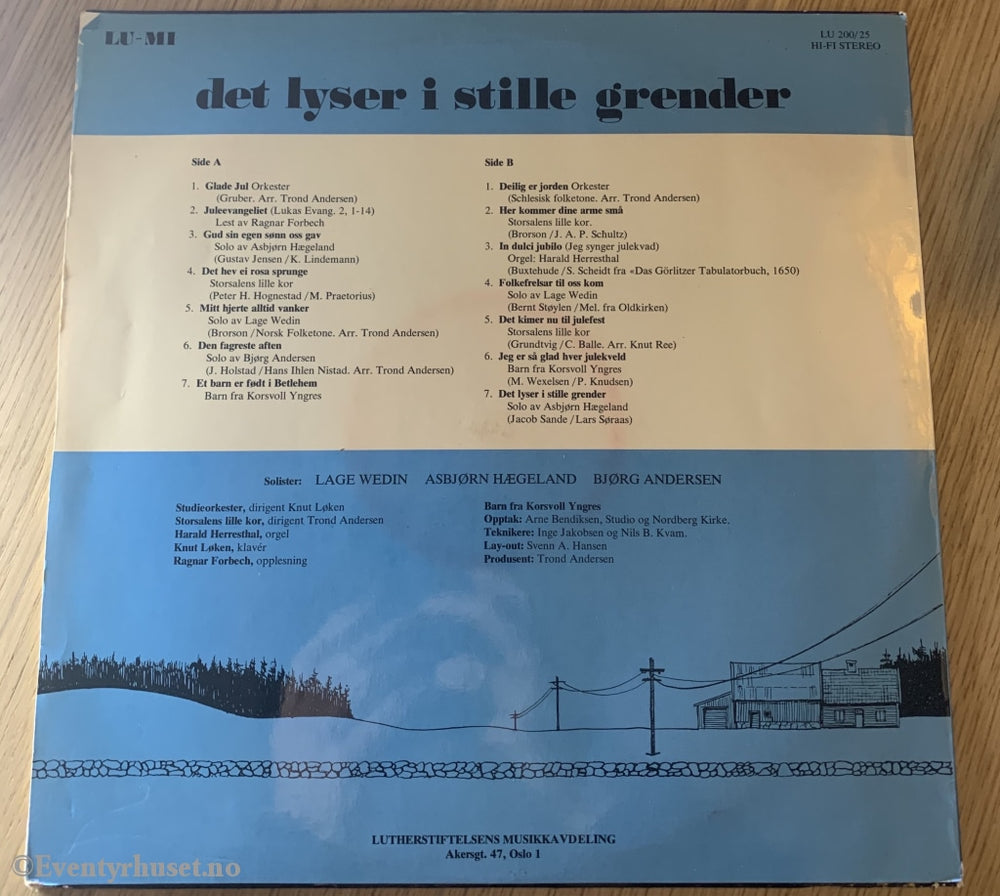 LU-MI
LU 200/25
HI-FI STEREO
det lyser i stille grender
Side A
1. Glade Jul Orkester
(Gruber. Arr. Trond Andersen)
2. Juleevangeliet (Lukas Evang. 2, 1-14)
Lest av Ragnar Forbech
3. Gud sin egen sønn oss gav
Solo av Asbjørn Hægeland
(Gustav Jensen/K. Lindemann)
4. Det hev ei rosa sprunge
Storsalens lille kor
(Peter H. Hognestad/M. Praetorius)
5. Mitt hjerte alltid vanker
Solo av Lage Wedin
(Brorson/Norsk Folketone. Arr. Trond Andersen)
6. Den fagreste aften
Solo av Bjørg Andersen
(J. Holstad/Hans Ihlen Nistad. Arr. Trond Andersen)
7. Et barn er født i Betlehem
Barn fra Korsvoll Yngres
Side B
1. Deilig er jorden Orkester
(Schlesisk folketone. Arr. Trond Andersen)
2. Her kommer dine arme små
Storsalens lille kor.
(Brorson/J. A. P. Schultz)
3. In dulci jubilo (Jeg synger julekvad)
Orgel: Harald Herresthal
(Buxtehude/S. Scheidt fra «Das Görlitzer Tabulatorbuch, 1650)
4. Folkefrelsar til oss kom
Solo av Lage Wedin
(Bernt Støylen/Mel. fra Oldkirken)
5. Det kimer nu til julefest
Storsalens lille kor
(Grundtvig/C. Balle. Arr. Knut Ree)
6. Jeg er så glad hver julekveld
Barn fra Korsvoll Yngres
(M. Wexelsen/P. Knudsen)
7. Det lyser i stille grender
Solo av Asbjørn Hægeland
(Jacob Sande/Lars Søraas)
Solister: LAGE WEDIN ASBJØRN HÆGELAND BJØRG ANDERSEN
Studieorkester, dirigent Knut Løken
Storsalens lille kor, dirigent Trond Andersen
Harald Herresthal, orgel
Knut Løken, klavér
Ragnar Forbech, opplesning
Barn fra Korsvoll Yngres
Opptak: Arne Bendiksen, Studio og Nordberg Kirke.
Teknikere: Inge Jakobsen og Nils B. Kvam.
Lay-out: Svenn A. Hansen
Produsent: Trond Andersen
LUTHERSTIFTELSENS MUSIKKAVDELING
Akersgt. 47, Oslo 1
©Eventyrhuset.no